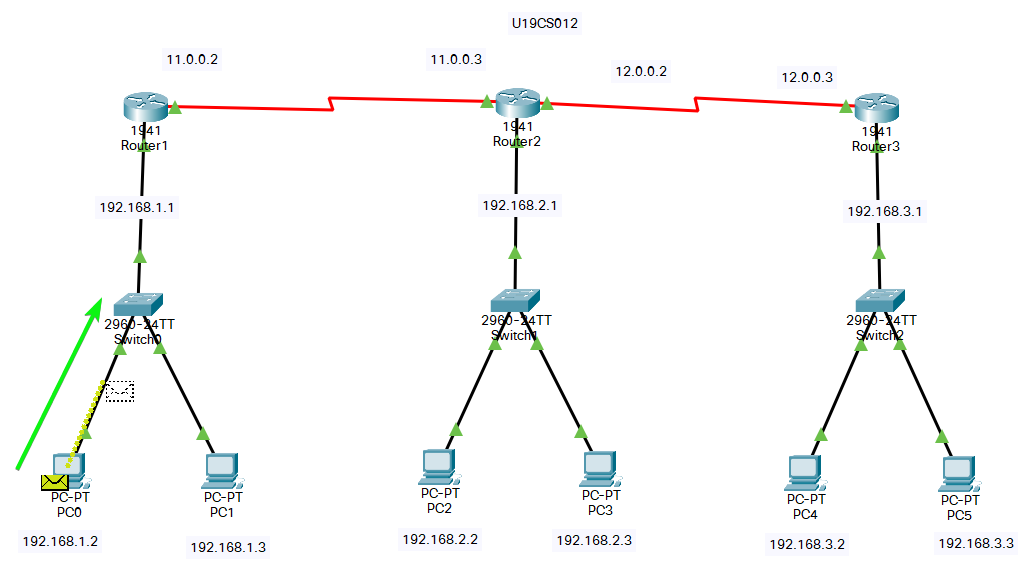 U19CS012
11.0.0.2
11.0.0.3
12.0.0.2
12.0.0.3
1941
Router1
1941
Router2
1941
Router3
192.168.1.1
192.168.2.1
192.168.3.1
2960-24TT
Switch0
2960-24TT
Switch1
2960-24TT
Switch2
PC-PT
PC0
PC-PT
PC1
PC-PT
PC2
PC-PT
PC3
PC-PT
PC4
PC-PT
PC5
192.168.1.2
192.168.1.3
192.168.2.2
192.168.2.3
192.168.3.2
192.168.3.3